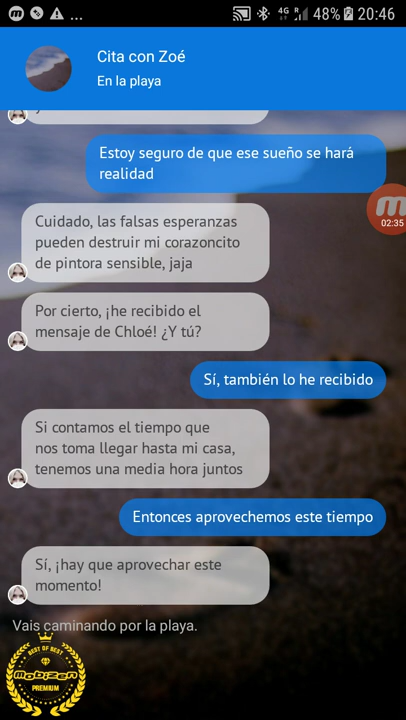 ... 4G R 48% 20:46
Cita con Zoé
En la playa
Estoy seguro de que ese sueño se hará
realidad
02:35
Cuidado, las falsas esperanzas
pueden destruir mi corazoncito
de pintora sensible, jaja
Por cierto, ¡he recibido el
mensaje de Chloé! ¿Y tú?
Sí, también lo he recibido
Si contamos el tiempo que
nos toma llegar hasta mi casa,
tenemos una media hora juntos
Entonces aprovechemos este tiempo
Sí, ¡hay que aprovechar este
momento!
Vais caminando por la playa.
BEST OF BEST
mobizen
PREMIUM